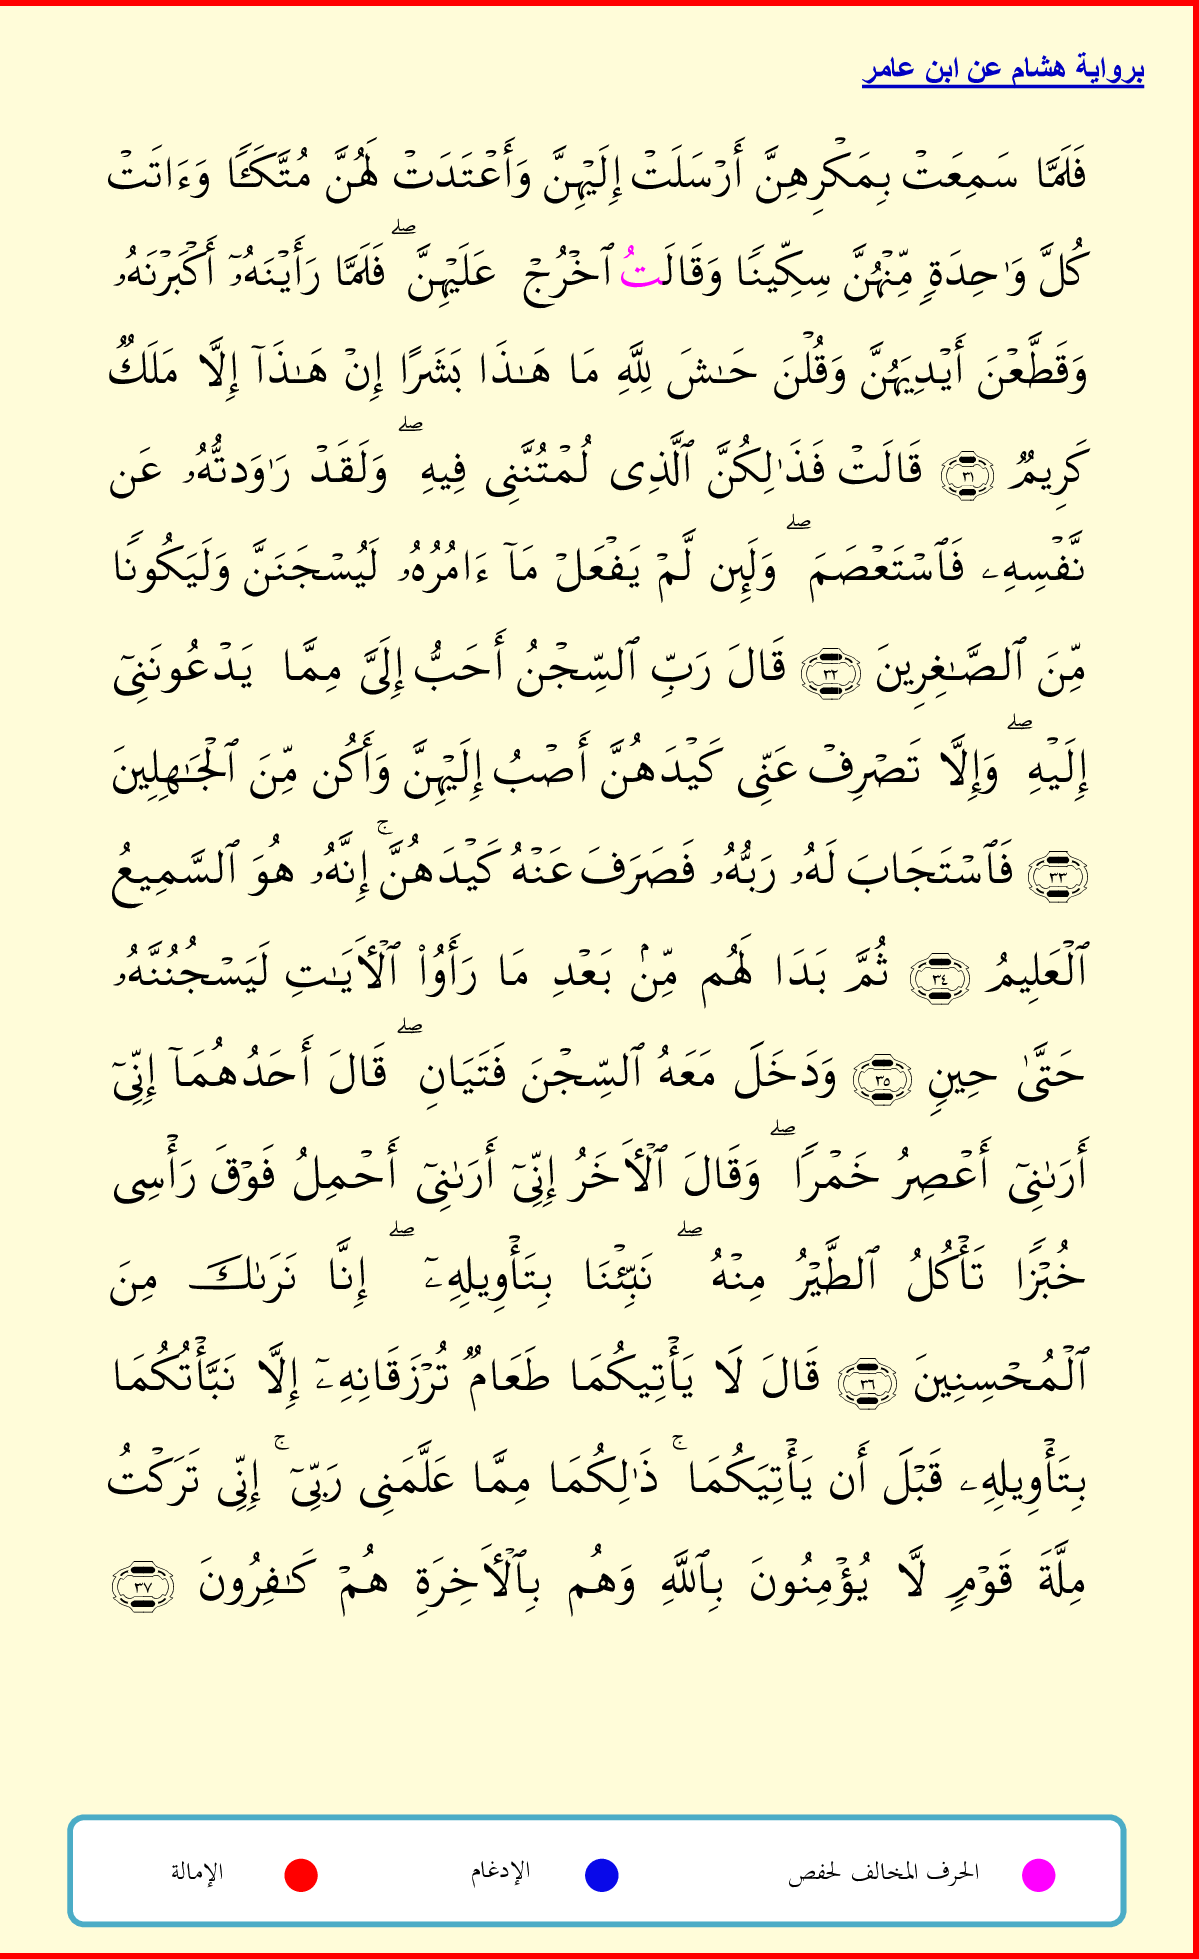 برواية هشام عن ابن عامر
فَلَمَّا سَمِعَتْ بِمَكْرِهِنَّ أَرْسَلَتْ إِلَيْهِنَّ وَأَعْتَدَتْ لَهُنَّ مُتَّكَـًٔا وَءَاتَتْ
كُلَّ وَٰحِدَةٍ مِّنْهُنَّ سِكِّينًا وَقَالَتُ ٱخْرُجْ عَلَيْهِنَّ ۖ فَلَمَّا رَأَيْنَهُۥٓ أَكْبَرْنَهُۥ
وَقَطَّعْنَ أَيْدِيَهُنَّ وَقُلْنَ حَـٰشَ لِلَّهِ مَا هَـٰذَا بَشَرًا إِنْ هَـٰذَآ إِلَّا مَلَكٌ
كَرِيمٌ ٣١ قَالَتْ فَذَٰلِكُنَّ ٱلَّذِى لُمْتُنَّنِى فِيهِ ۖ وَلَقَدْ رَٰوَدتُّهُۥ عَن
نَّفْسِهِۦ فَٱسْتَعْصَمَ ۖ وَلَئِن لَّمْ يَفْعَلْ مَآ ءَامُرُهُۥ لَيُسْجَنَنَّ وَلَيَكُونًا
مِّنَ ٱلصَّـٰغِرِينَ ٣٢ قَالَ رَبِّ ٱلسِّجْنُ أَحَبُّ إِلَىَّ مِمَّا يَدْعُونَنِىٓ
إِلَيْهِ ۖ وَإِلَّا تَصْرِفْ عَنِّى كَيْدَهُنَّ أَصْبُ إِلَيْهِنَّ وَأَكُن مِّنَ ٱلْجَـٰهِلِينَ
٣٣ فَٱسْتَجَابَ لَهُۥ رَبُّهُۥ فَصَرَفَ عَنْهُ كَيْدَهُنَّ ۚ إِنَّهُۥ هُوَ ٱلسَّمِيعُ
ٱلْعَلِيمُ ٣٤ ثُمَّ بَدَا لَهُم مِّنۢ بَعْدِ مَا رَأَوُا۟ ٱلْأَيَـٰتِ لَيَسْجُنُنَّهُۥ
حَتَّىٰ حِينٍ ٣٥ وَدَخَلَ مَعَهُ ٱلسِّجْنَ فَتَيَانِ ۖ قَالَ أَحَدُهُمَآ إِنِّىٓ
أَرَىٰنِىٓ أَعْصِرُ خَمْرًا ۖ وَقَالَ ٱلْأَخَرُ إِنِّىٓ أَرَىٰنِىٓ أَحْمِلُ فَوْقَ رَأْسِى
خُبْزًا تَأْكُلُ ٱلطَّيْرُ مِنْهُ ۖ نَبِّئْنَا بِتَأْوِيلِهِۦٓ ۖ إِنَّا نَرَىٰكَ مِنَ
ٱلْمُحْسِنِينَ ٣٦ قَالَ لَا يَأْتِيكُمَا طَعَامٌ تُرْزَقَانِهِۦٓ إِلَّا نَبَّأْتُكُمَا
بِتَأْوِيلِهِۦ قَبْلَ أَن يَأْتِيَكُمَا ۚ ذَٰلِكُمَا مِمَّا عَلَّمَنِى رَبِّىٓ ۚ إِنِّى تَرَكْتُ
مِلَّةَ قَوْمٍ لَّا يُؤْمِنُونَ بِٱللَّهِ وَهُم بِٱلْأَخِرَةِ هُمْ كَـٰفِرُونَ ٣٧
الحرف المخالف لحفص الإدغام الإمالة